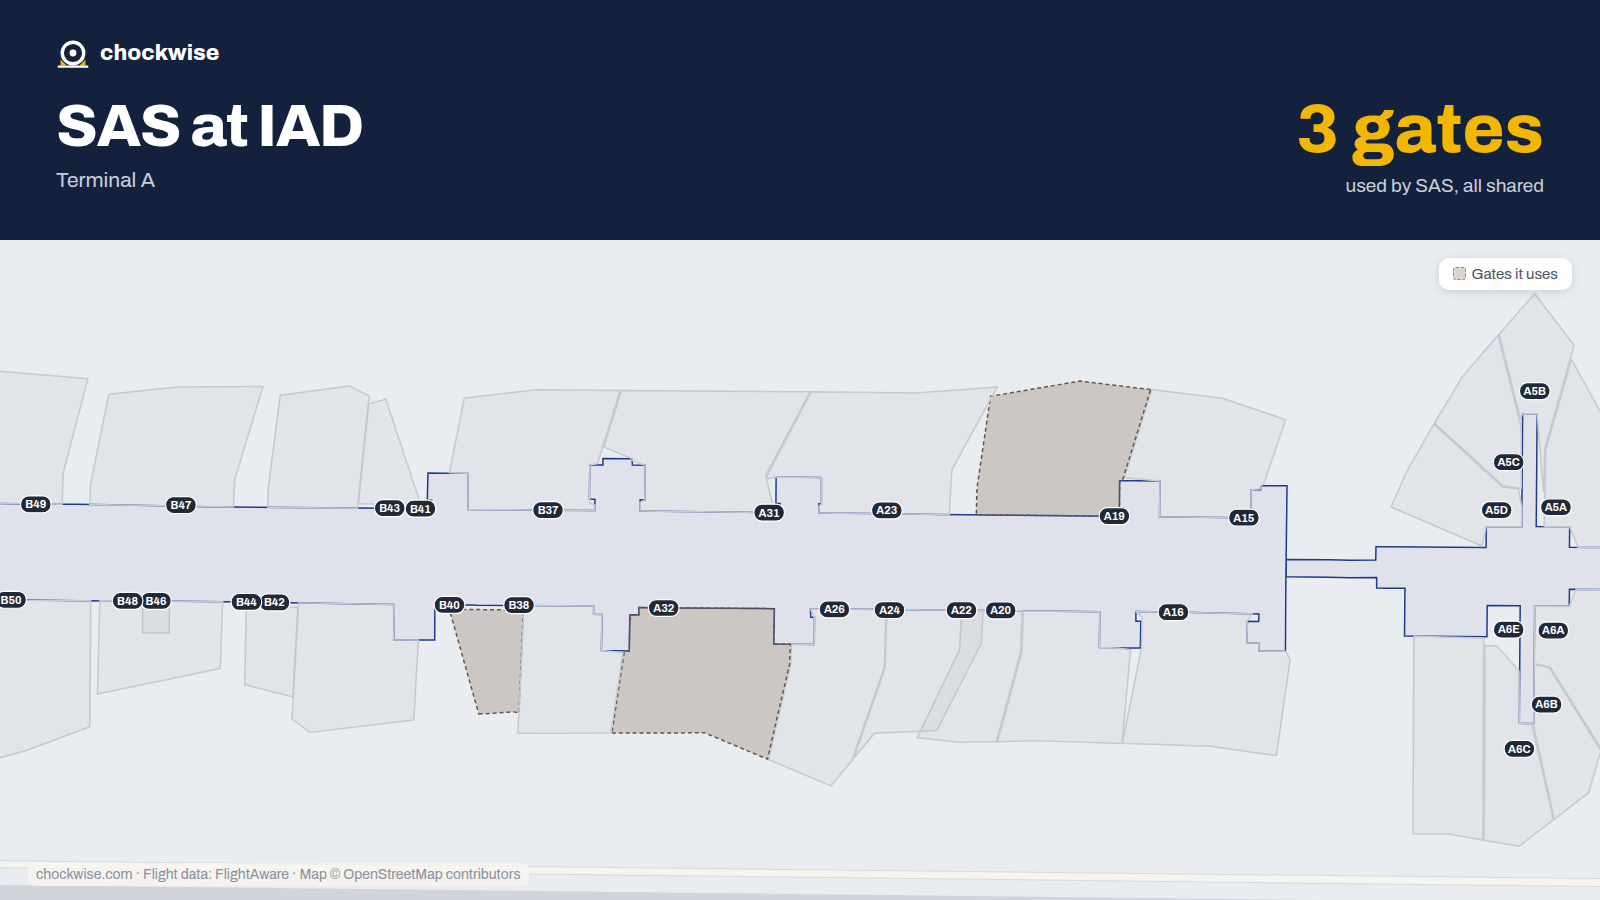 chockwise
SAS at IAD
Terminal A
3 gates
used by SAS, all shared
Gates it uses
A5B
A5C
A5D
A5A
B49
B47
B43
B41
B37
A31
A23
A19
A15
B50
B48
B46
B44
B42
B40
B38
A32
A26
A24
A22
A20
A16
A6E
A6A
A6B
A6C
chockwise.com · Flight data: FlightAware · Map © OpenStreetMap contributors